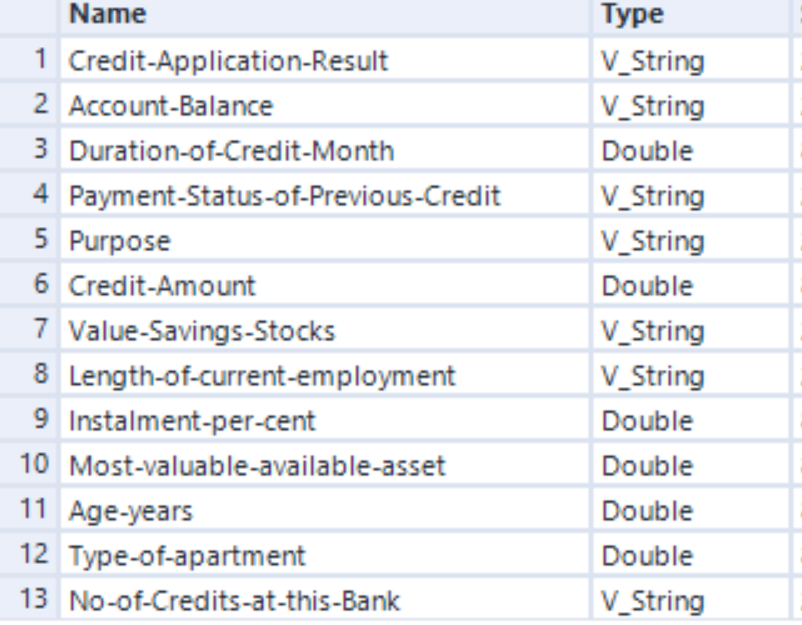 Name Type
1 Credit-Application-Result V_String
2 Account-Balance V_String
3 Duration-of-Credit-Month Double
4 Payment-Status-of-Previous-Credit V_String
5 Purpose V_String
6 Credit-Amount Double
7 Value-Savings-Stocks V_String
8 Length-of-current-employment V_String
9 Instalment-per-cent Double
10 Most-valuable-available-asset Double
11 Age-years Double
12 Type-of-apartment Double
13 No-of-Credits-at-this-Bank V_String